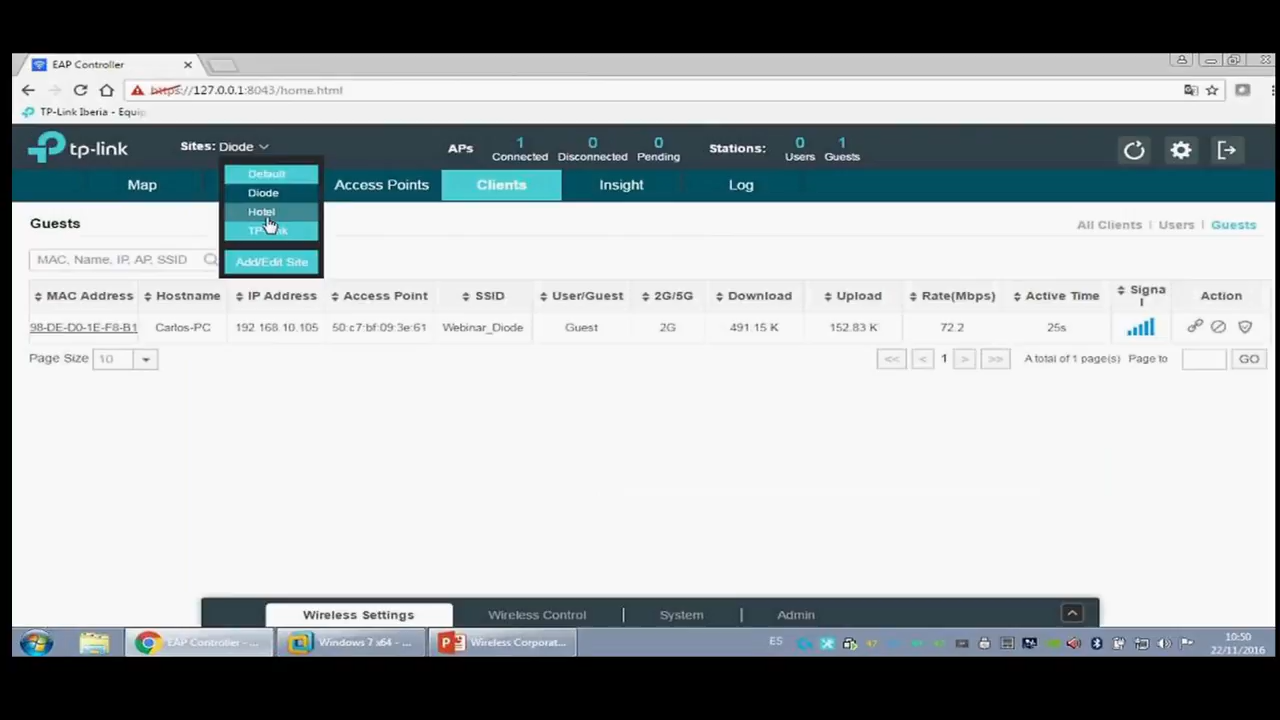 EAP Controller
https://127.0.0.1:8043/home.html
TP-Link Iberia - Equip
tp-link
Sites: Diode
APs
1
Connected
0
Disconnected
0
Pending
Stations:
0
Users
1
Guests
Default
Diode
Hotel
Add/Edit Site
Map
Access Points
Clients
Insight
Log
Guests
All Clients | Users | Guests
MAC, Name, IP, AP, SSID
MAC Address Hostname IP Address Access Point SSID User/Guest 2G/5G Download Upload Rate(Mbps) Active Time Signa
l
Action
98-DE-D0-1E-F8-B1 Carlos-PC 192.168.10.105 50:c7:bf:09:3e:61 Webinar_Diode Guest 2G 491.15 K 152.83 K 72.2 25s
Page Size 10
<< < 1 > >> A total of 1 page(s) Page to GO
Wireless Settings Wireless Control | System | Admin
EAP Controller - ...
Windows 7 x64 - ...
Wireless Corporat...
ES
10:50
22/11/2016